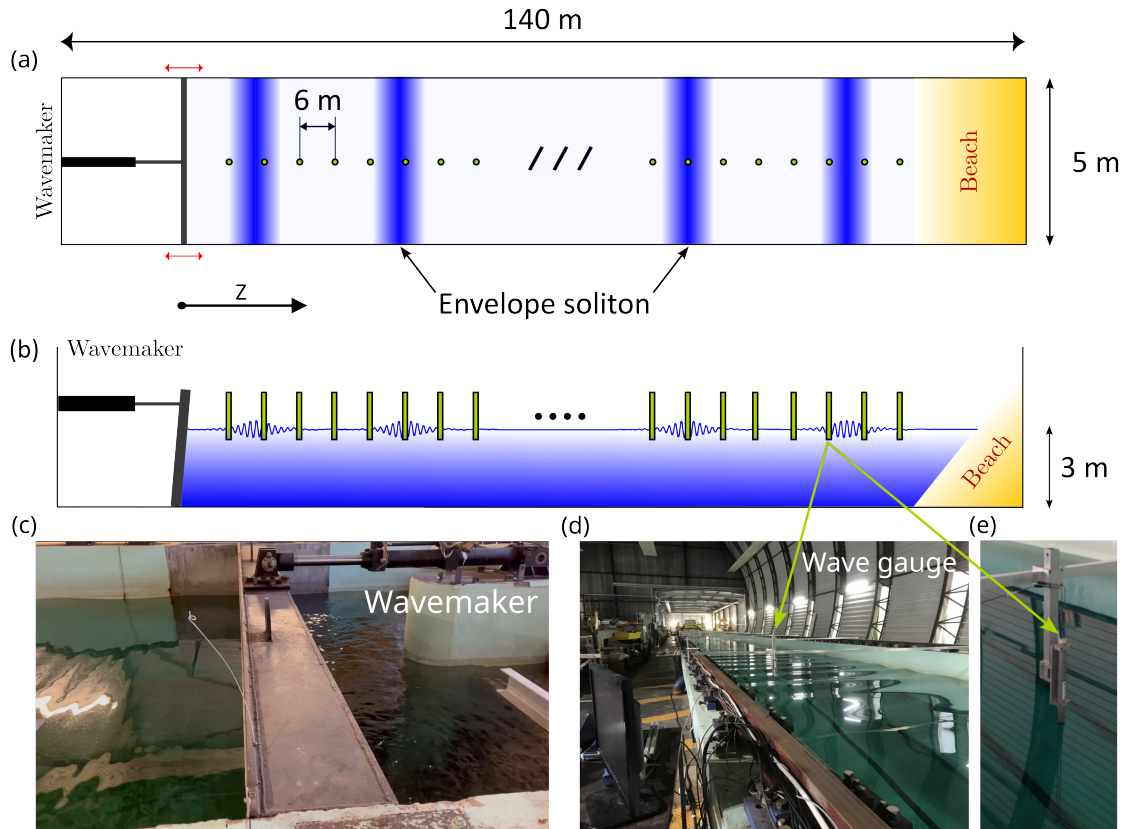 140 m
(a)
Wavemaker
6 m
Beach
5 m
z
Envelope soliton
(b)
Wavemaker
Beach
3 m
(c)
(d)
(e)
Wavemaker
Wave gauge